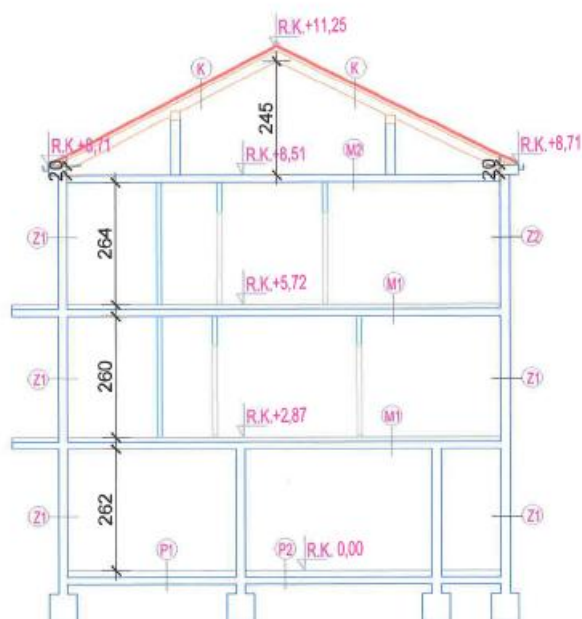 R.K.+11,25
K
K
245
R.K.+8,71
R.K.+8,71
20
20
R.K.+8,51
M2
Z1
264
Z2
R.K.+5,72
M1
Z1
260
Z1
R.K.+2,87
M1
Z1
262
Z1
P1
P2
R.K. 0,00